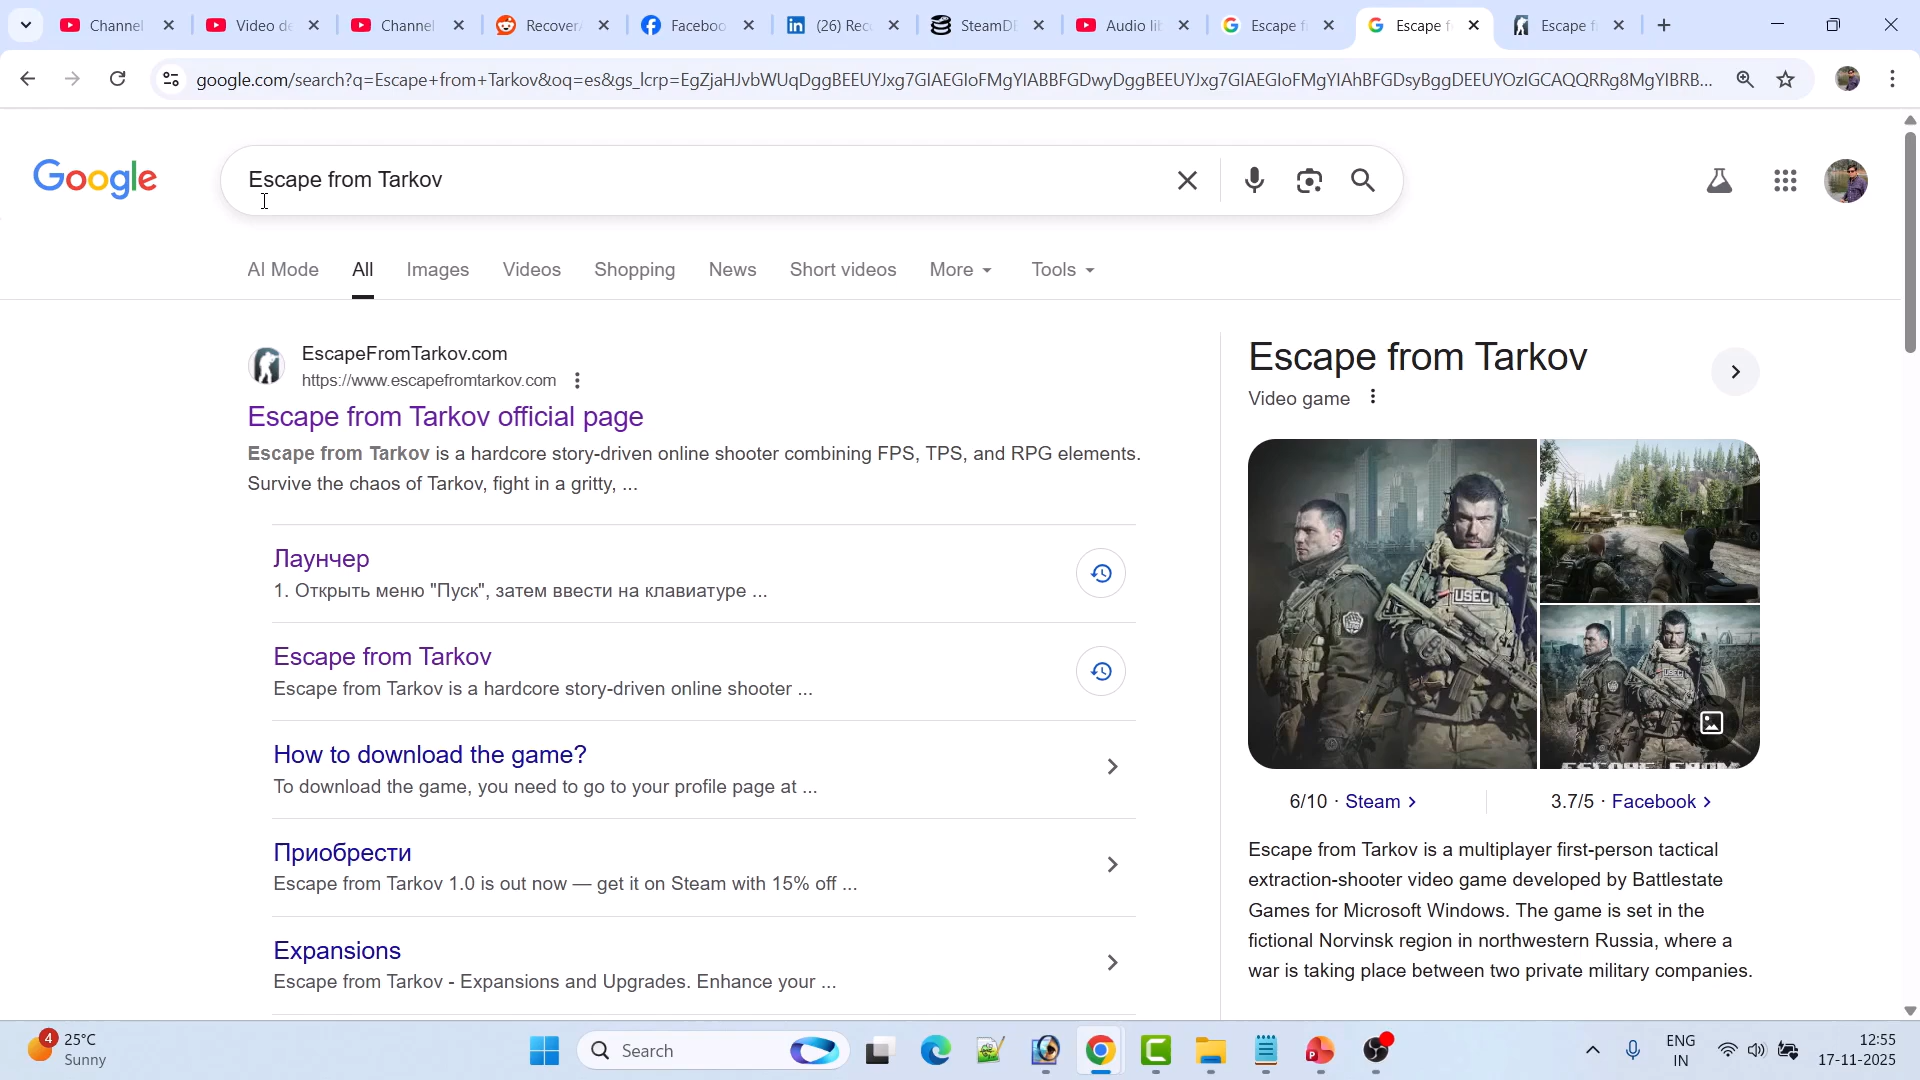 Channel
Video de
Channel
Recover
Faceboo
(26) Rec
SteamD
Audio lib
Escape f
Escape f
Escape f
google.com/search?q=Escape+from+Tarkov&oq=es&gs_lcrp=EgZjaHJvbWUqDggBEEUYJxg7GIAEGIoFMgYIABBFGDwyDggBEEUYJxg7GIAEGIoFMgYIAhBFGDsyBggDEEUYOzIGCAQQRRg8MgYIBRB...
Google
Escape from Tarkov
AI Mode
All
Images
Videos
Shopping
News
Short videos
More
Tools
EscapeFromTarkov.com
https://www.escapefromtarkov.com
Escape from Tarkov official page
Escape from Tarkov is a hardcore story-driven online shooter combining FPS, TPS, and RPG elements.
Survive the chaos of Tarkov, fight in a gritty, ...
Лаунчер
1. Открыть меню "Пуск", затем ввести на клавиатуре ...
Escape from Tarkov
Escape from Tarkov is a hardcore story-driven online shooter ...
How to download the game?
To download the game, you need to go to your profile page at ...
Приобрести
Escape from Tarkov 1.0 is out now — get it on Steam with 15% off ...
Expansions
Escape from Tarkov - Expansions and Upgrades. Enhance your ...
Escape from Tarkov
Video game
USEC
6/10 · Steam
3.7/5 · Facebook
Escape from Tarkov is a multiplayer first-person tactical
extraction-shooter video game developed by Battlestate
Games for Microsoft Windows. The game is set in the
fictional Norvinsk region in northwestern Russia, where a
war is taking place between two private military companies.
4
25°C
Sunny
Search
ENG
IN
12:55
17-11-2025